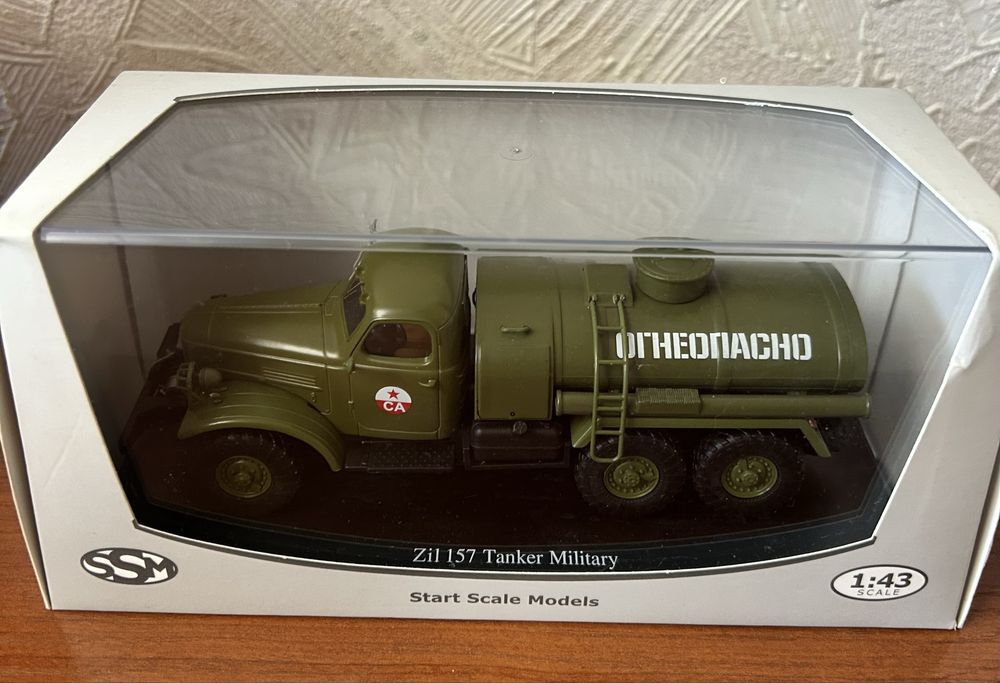 ОГНЕОПАСНО
СА
Zil 157 Tanker Military
SSM
Start Scale Models
1:43
SCALE